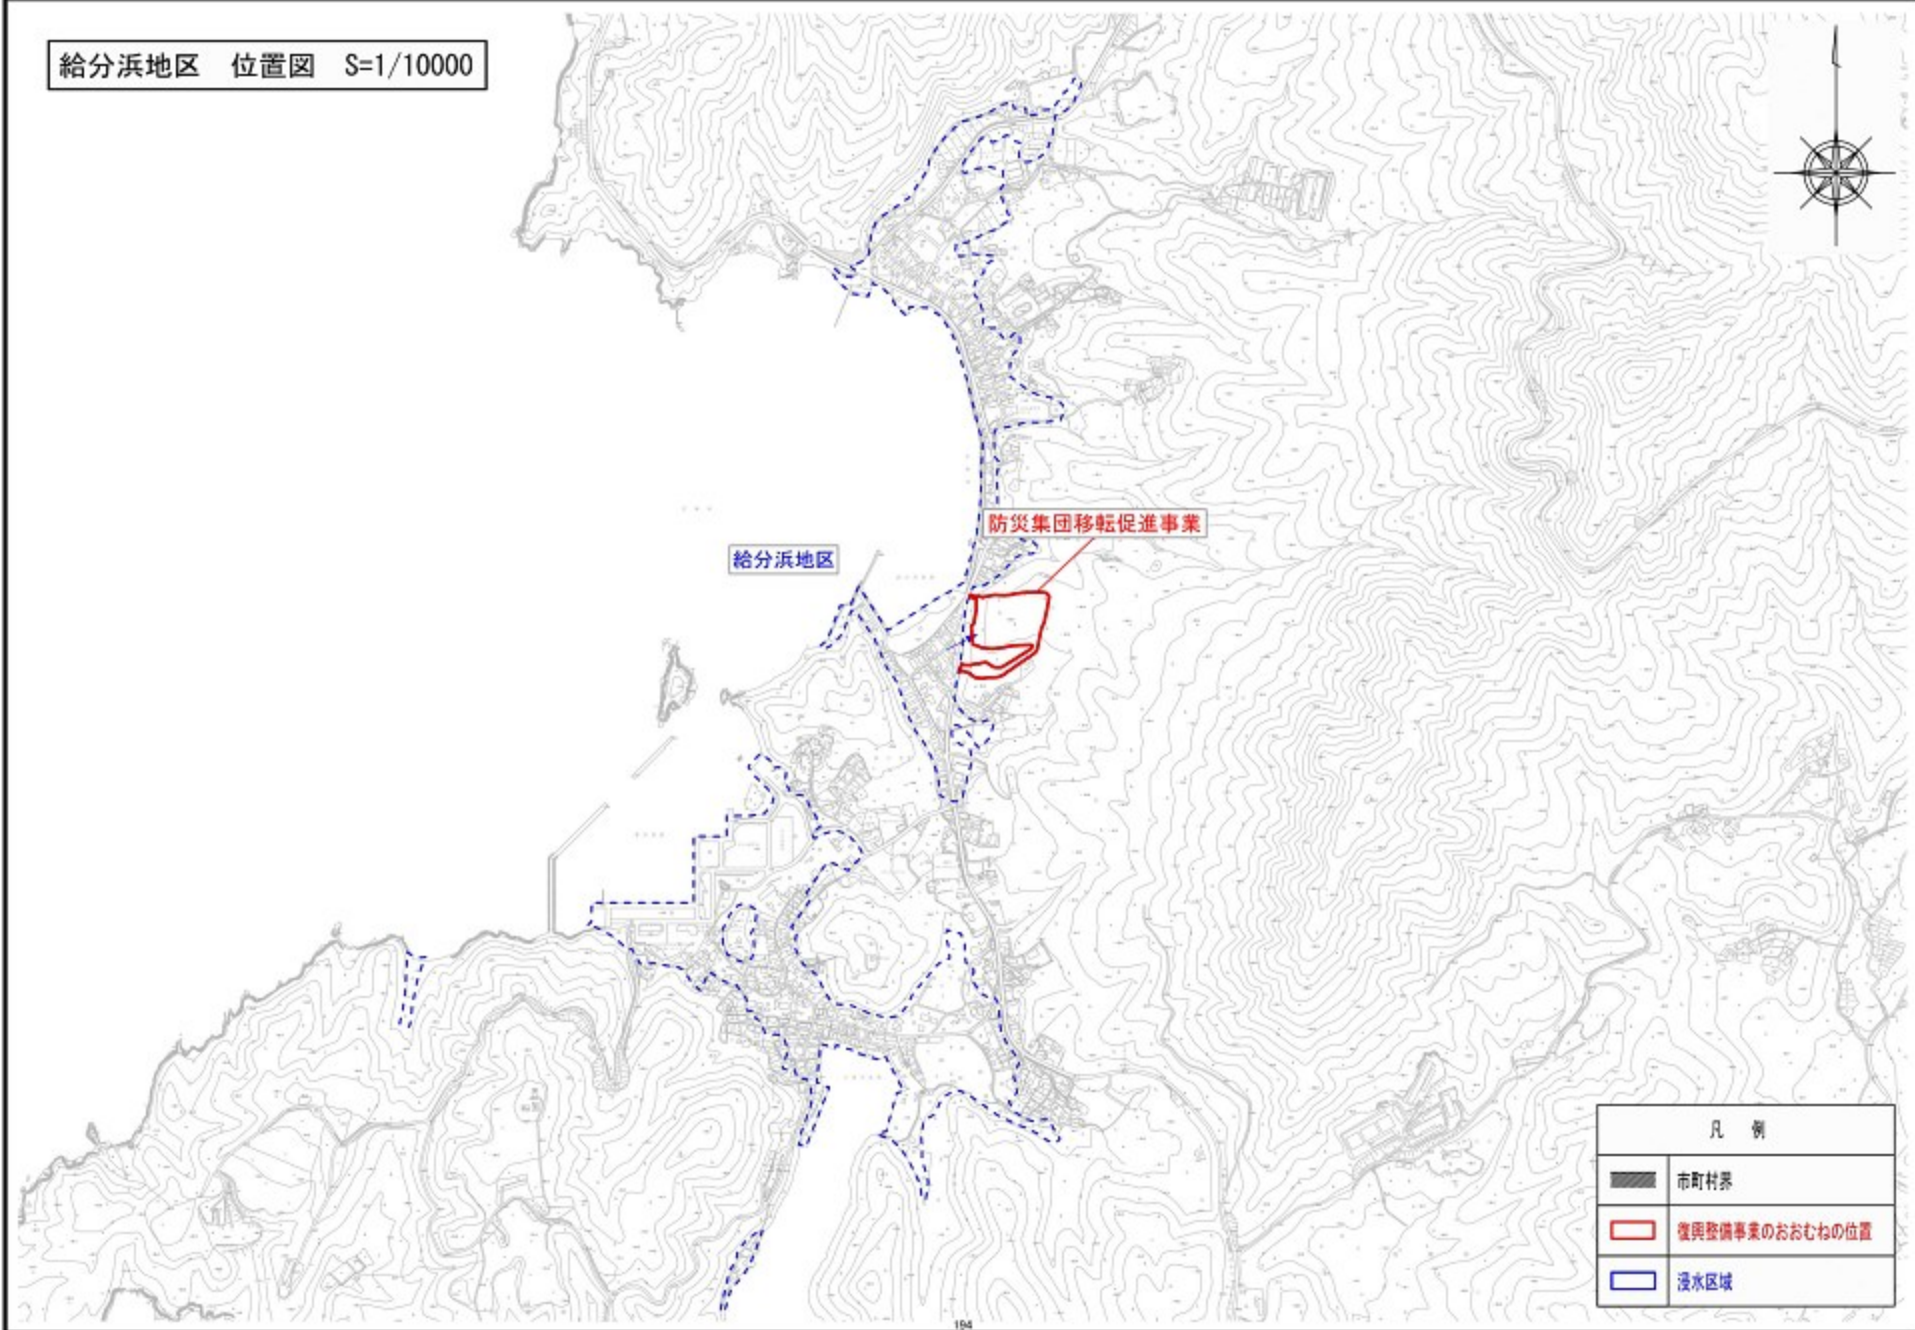 給分浜地区　位置図　S=1/10000
防災集団移転促進事業
給分浜地区
凡　例
市町村界
復興整備事業のおおむねの位置
浸水区域
194